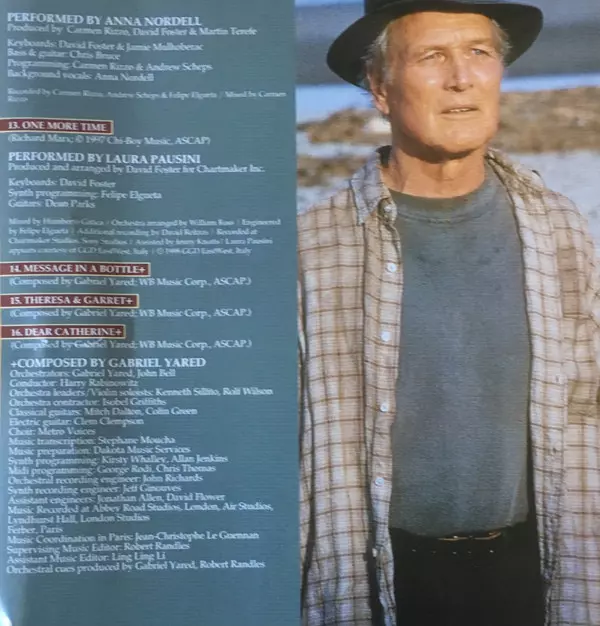 PERFORMED BY ANNA NORDELL
Produced by Carmen Rizzo, David Foster & Martin Terefe
Keyboards: David Foster & Jamie Muhoberac
Bass & guitar: Chris Bruce
Programming: Carmen Rizzo & Andrew Scheps
Background vocals: Anna Nordell
Recorded by Carmen Rizzo, Andrew Scheps & Felipe Elgueta / Mixed by Carmen
Rizzo
13. ONE MORE TIME
(Richard Marx; © 1997 Chi-Boy Music, ASCAP)
PERFORMED BY LAURA PAUSINI
Produced and arranged by David Foster for Chartmaker Inc.
Keyboards: David Foster
Synth programming: Felipe Elgueta
Guitars: Dean Parks
Mixed by Humberto Gatica / Orchestra arranged by William Ross / Engineered
by Felipe Elgueta / Additional recording by David Reitzas / Recorded at
Chartmaker Studios, Sony Studios / Assisted by Jenny Knotts / Laura Pausini
appears courtesy of CGD EastWest, Italy / © 1998 CGD EastWest, Italy
14. MESSAGE IN A BOTTLE+
(Composed by Gabriel Yared; WB Music Corp., ASCAP.)
15. THERESA & GARRET+
(Composed by Gabriel Yared; WB Music Corp., ASCAP.)
16. DEAR CATHERINE+
(Composed by Gabriel Yared; WB Music Corp., ASCAP.)
+COMPOSED BY GABRIEL YARED
Orchestrators: Gabriel Yared, John Bell
Conductor: Harry Rabinowitz
Orchestra leaders/Violin soloists: Kenneth Sillito, Rolf Wilson
Orchestra contractor: Isobel Griffiths
Classical guitars: Mitch Dalton, Colin Green
Electric guitar: Clem Clempson
Choir: Metro Voices
Music transcription: Stephane Moucha
Music preparation: Dakota Music Services
Synth programming: Kirsty Whalley, Allan Jenkins
Midi programming: George Rodi, Chris Thomas
Orchestral recording engineer: John Richards
Synth recording engineer: Jeff Ginouves
Assistant engineers: Jonathan Allen, David Flower
Music Recorded at Abbey Road Studios, London, Air Studios,
Lyndhurst Hall, London Studios
Ferber, Paris
Music Coordination in Paris: Jean-Christophe Le Guennan
Supervising Music Editor: Robert Randles
Assistant Music Editor: Ling Ling Li
Orchestral cues produced by Gabriel Yared, Robert Randles